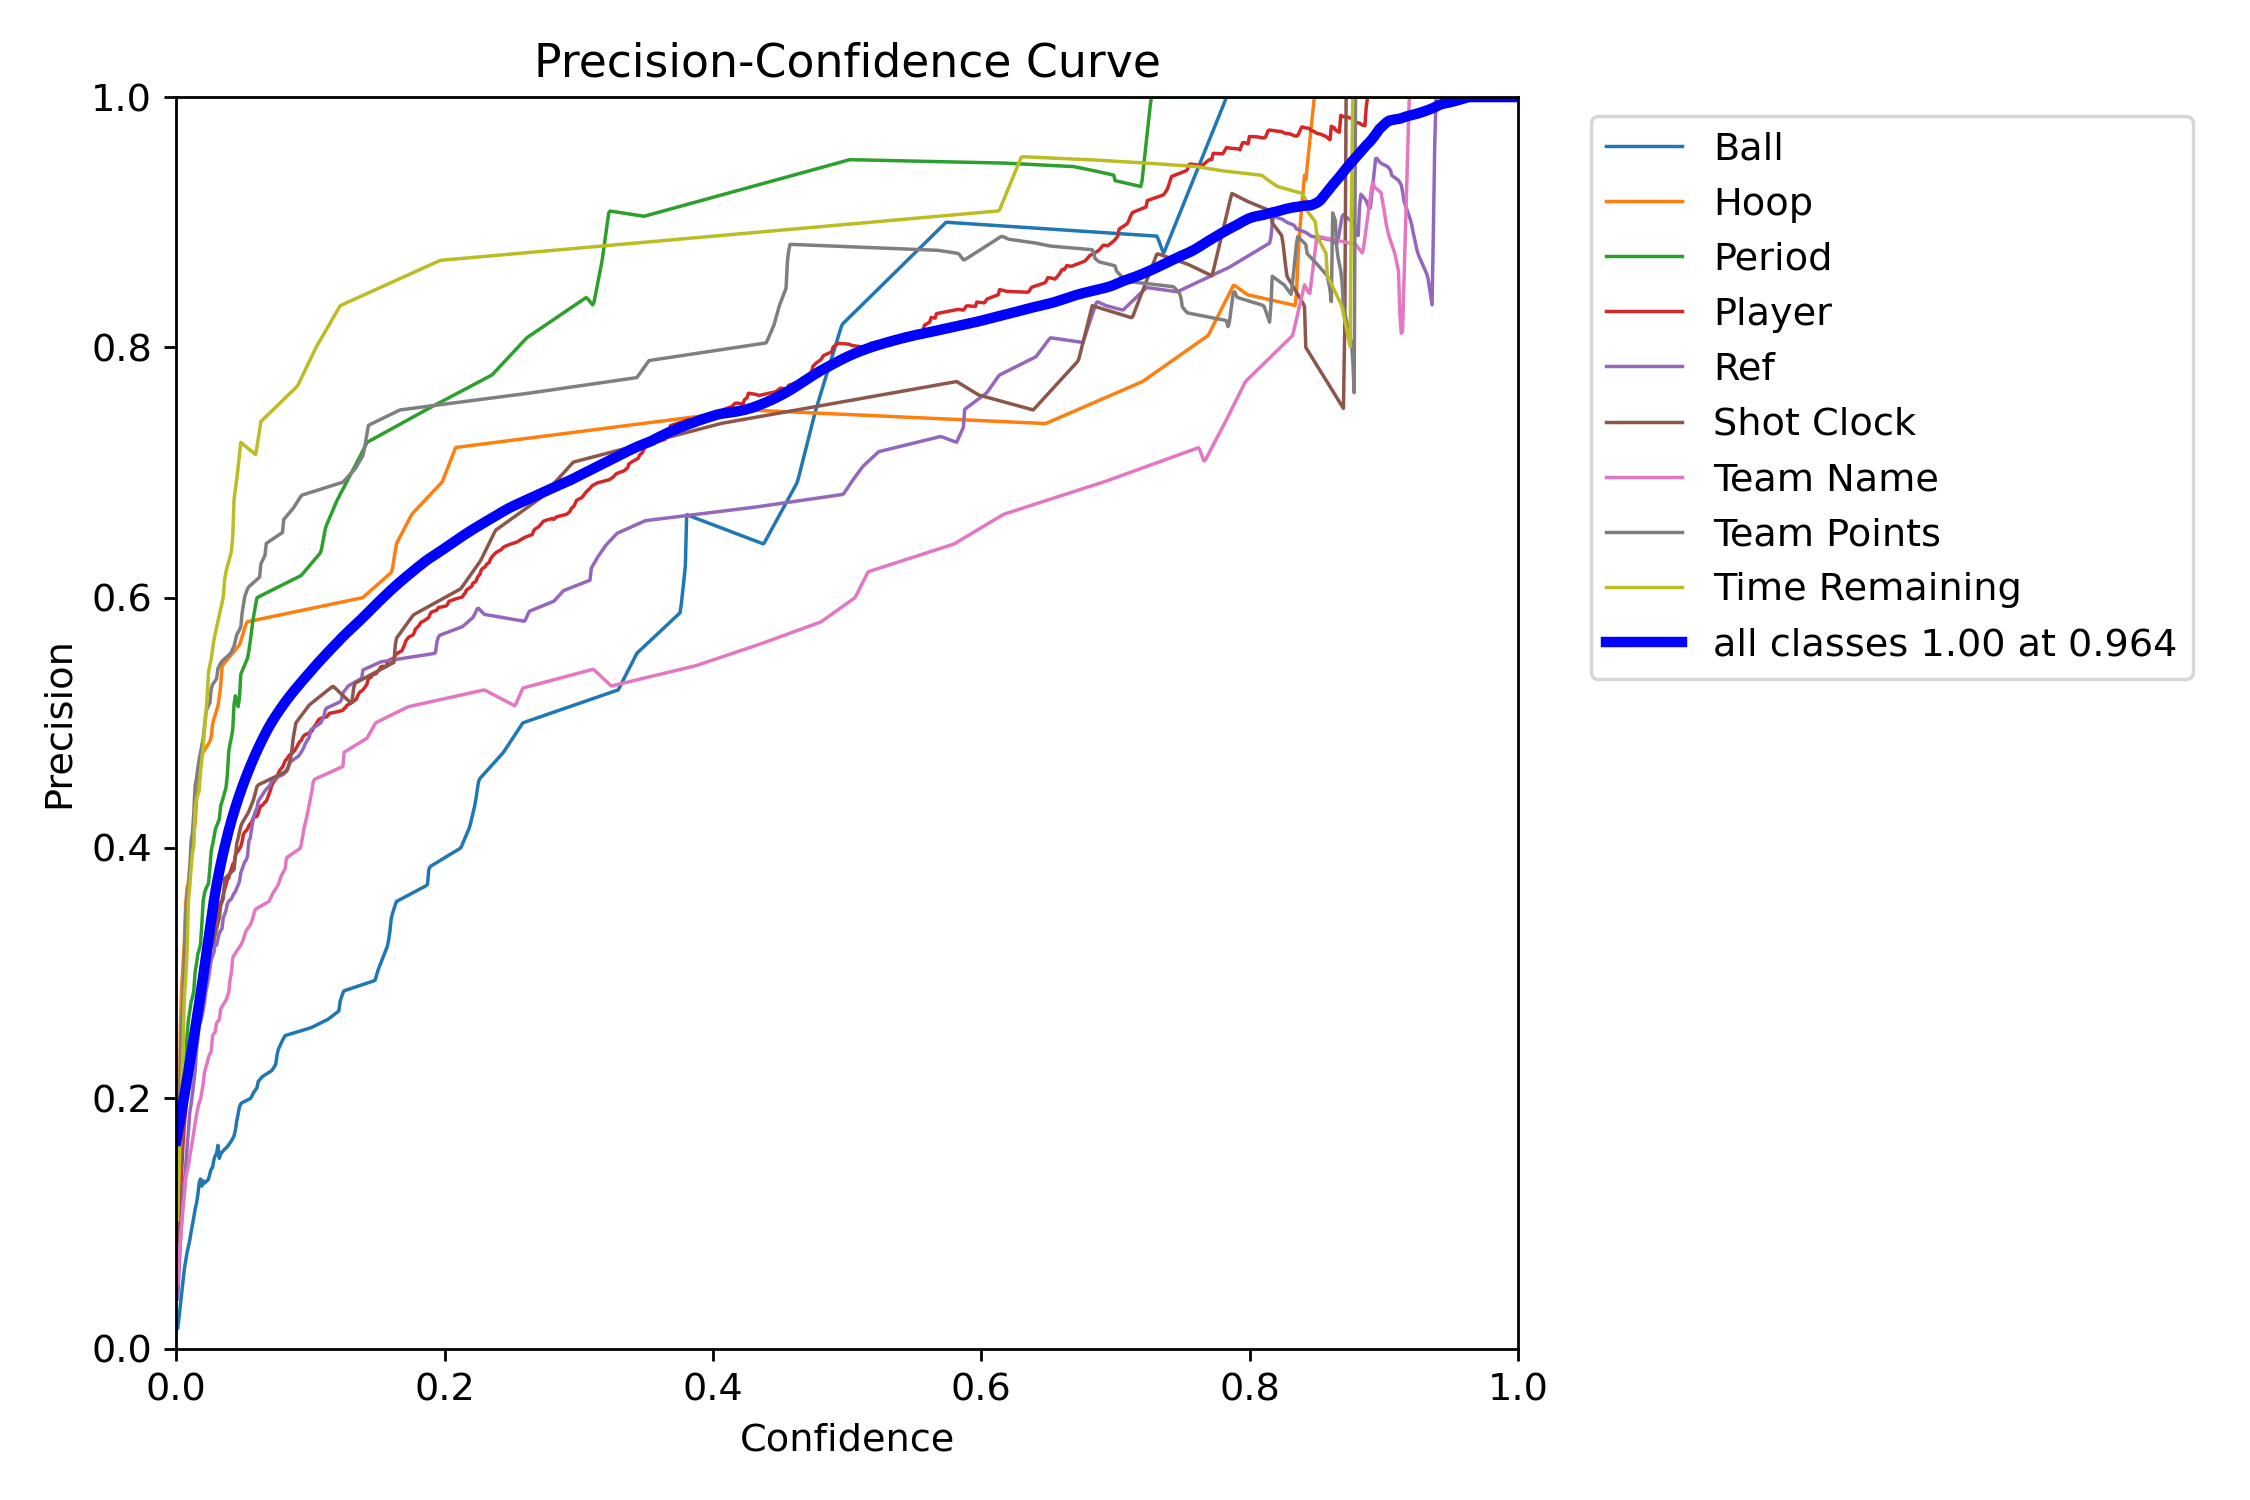 Precision-Confidence Curve
1.0
0.8
0.6
0.4
0.2
0.0
Precision
0.0 0.2 0.4 0.6 0.8 1.0
Confidence
Ball
Hoop
Period
Player
Ref
Shot Clock
Team Name
Team Points
Time Remaining
all classes 1.00 at 0.964